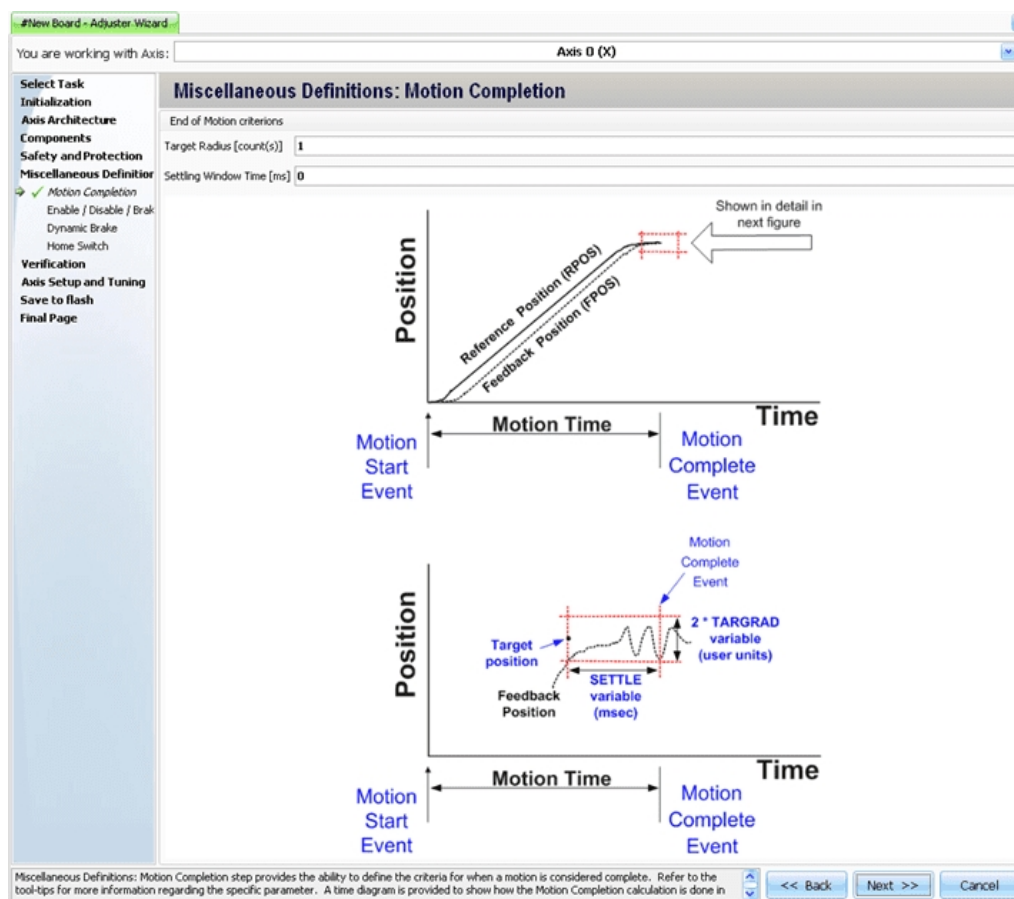 #New Board - Adjuster Wizard
You are working with Axis:
Axis 0 (X)
Select Task
Initialization
Axis Architecture
Components
Safety and Protection
Miscellaneous Definition
Motion Completion
Enable / Disable / Brak
Dynamic Brake
Home Switch
Verification
Axis Setup and Tuning
Save to flash
Final Page
Miscellaneous Definitions: Motion Completion
End of Motion criterions
Target Radius [count(s)] 1
Settling Window Time [ms] 0
Shown in detail in
next figure
Position
Reference Position (RPOS)
Feedback Position (FPOS)
Time
Motion Time
Motion
Start
Event
Motion
Complete
Event
Motion
Complete
Event
Position
Target
position
2 * TARGRAD
variable
(user units)
Feedback
Position
SETTLE
variable
(msec)
Time
Motion Time
Motion
Start
Event
Motion
Complete
Event
Miscellaneous Definitions: Motion Completion step provides the ability to define the criteria for when a motion is considered complete. Refer to the
tool-tips for more information regarding the specific parameter. A time diagram is provided to show how the Motion Completion calculation is done in
<< Back
Next >>
Cancel